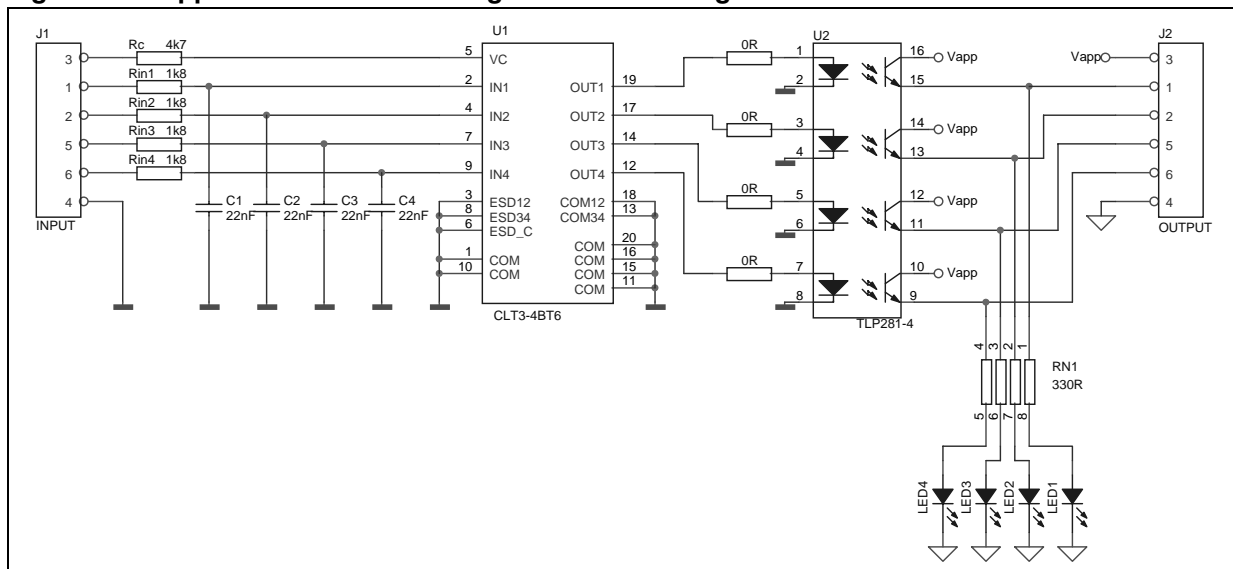 J1
3
1
2
5
6
4
INPUT
Rc 4k7
Rin1 1k8
Rin2 1k8
Rin3 1k8
Rin4 1k8
C1
22nF
C2
22nF
C3
22nF
C4
22nF
U1
5 VC
2 IN1
4 IN2
7 IN3
9 IN4
3 ESD12
8 ESD34
6 ESD_C
1 COM
10 COM
OUT1 19
OUT2 17
OUT3 14
OUT4 12
COM12 18
COM34 13
COM 20
COM 16
COM 15
COM 11
CLT3-4BT6
0R
0R
0R
0R
U2
1
2
3
4
5
6
7
8
16 Vapp
15
14 Vapp
13
12 Vapp
11
10 Vapp
9
TLP281-4
J2
Vapp 3
1
2
5
6
4
OUTPUT
4 3 2 1
RN1
330R
5 6 7 8
LED4
LED3
LED2
LED1